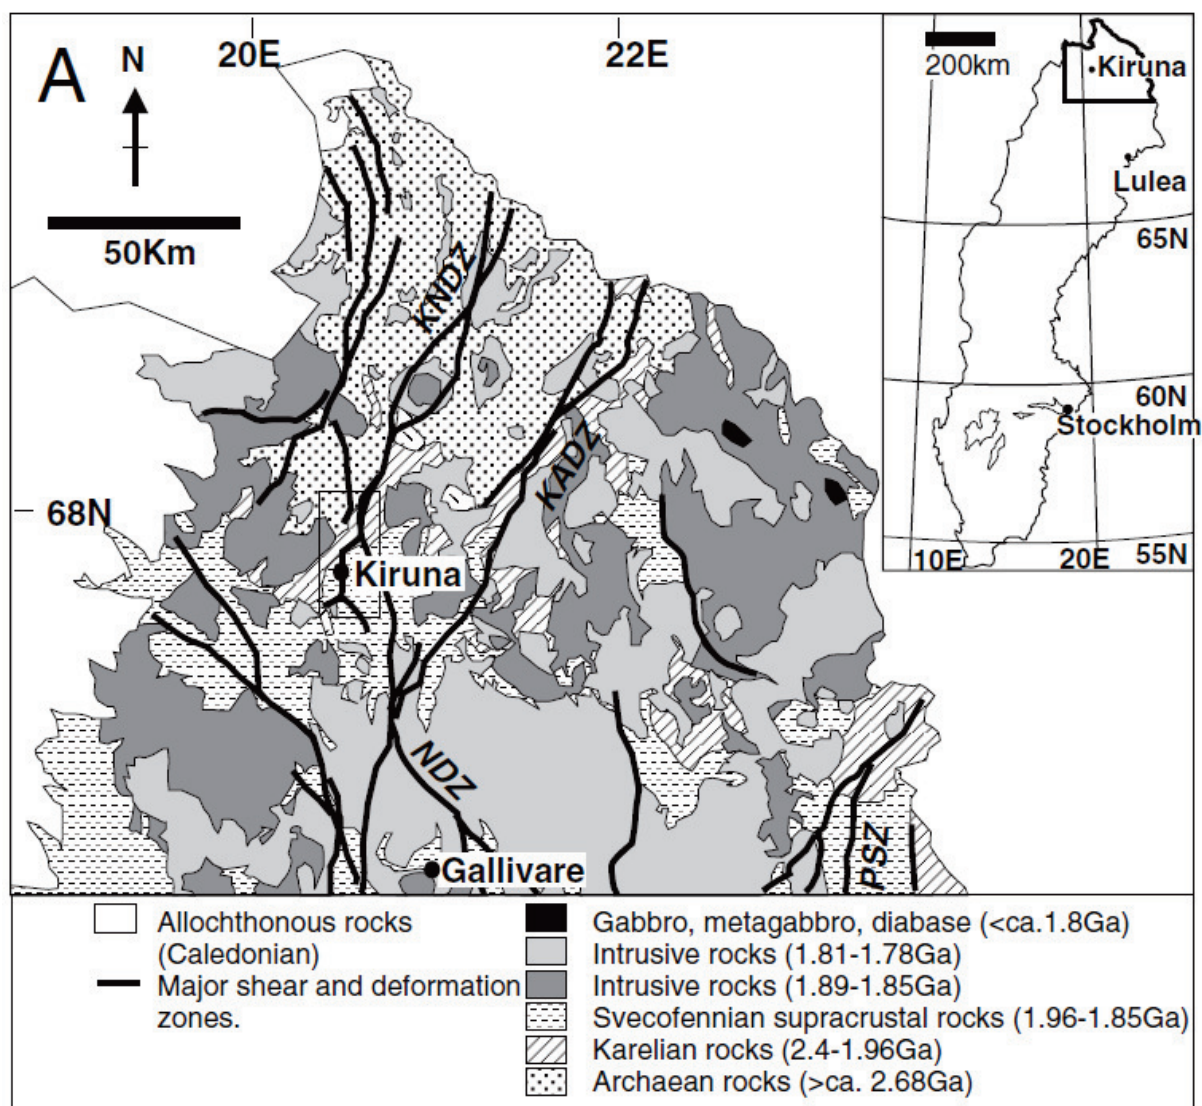 A
N
20E
22E
50Km
KNDZ
KADZ
68N
Kiruna
NDZ
Gallivare
PSZ
200km
Kiruna
Lulea
65N
60N
Stockholm
10E
20E
55N
Allochthonous rocks
(Caledonian)
Major shear and deformation
zones.
Gabbro, metagabbro, diabase (<ca.1.8Ga)
Intrusive rocks (1.81-1.78Ga)
Intrusive rocks (1.89-1.85Ga)
Svecofennian supracrustal rocks (1.96-1.85Ga)
Karelian rocks (2.4-1.96Ga)
Archaean rocks (>ca. 2.68Ga)